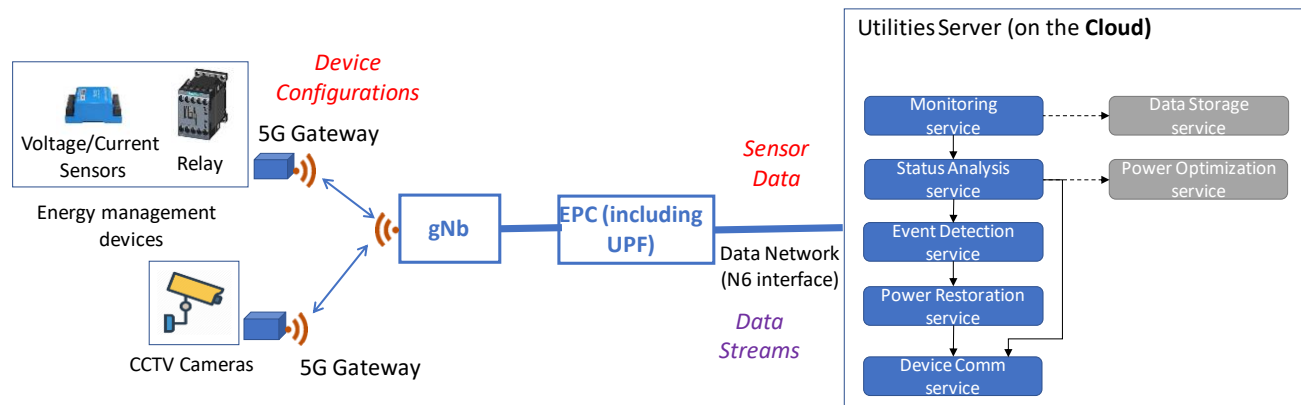 Utilities Server (on the Cloud)
Device
Configurations
5G Gateway
Voltage/Current
Sensors
Relay
Energy management
devices
CCTV Cameras
5G Gateway
gNb
EPC (including
UPF)
Sensor
Data
Data Network
(N6 interface)
Data
Streams
Monitoring
service
Data Storage
service
Status Analysis
service
Power Optimization
service
Event Detection
service
Power Restoration
service
Device Comm
service